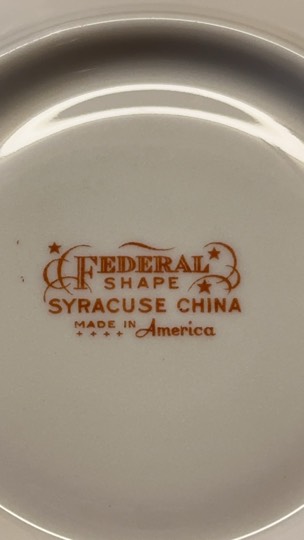 FEDERAL
SHAPE
SYRACUSE CHINA
MADE IN America